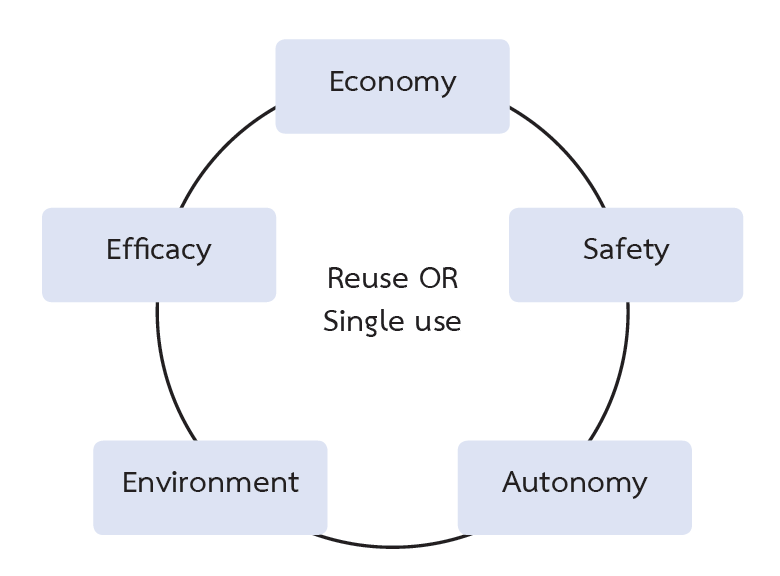 Economy
Efficacy
Safety
Reuse OR
Single use
Environment
Autonomy